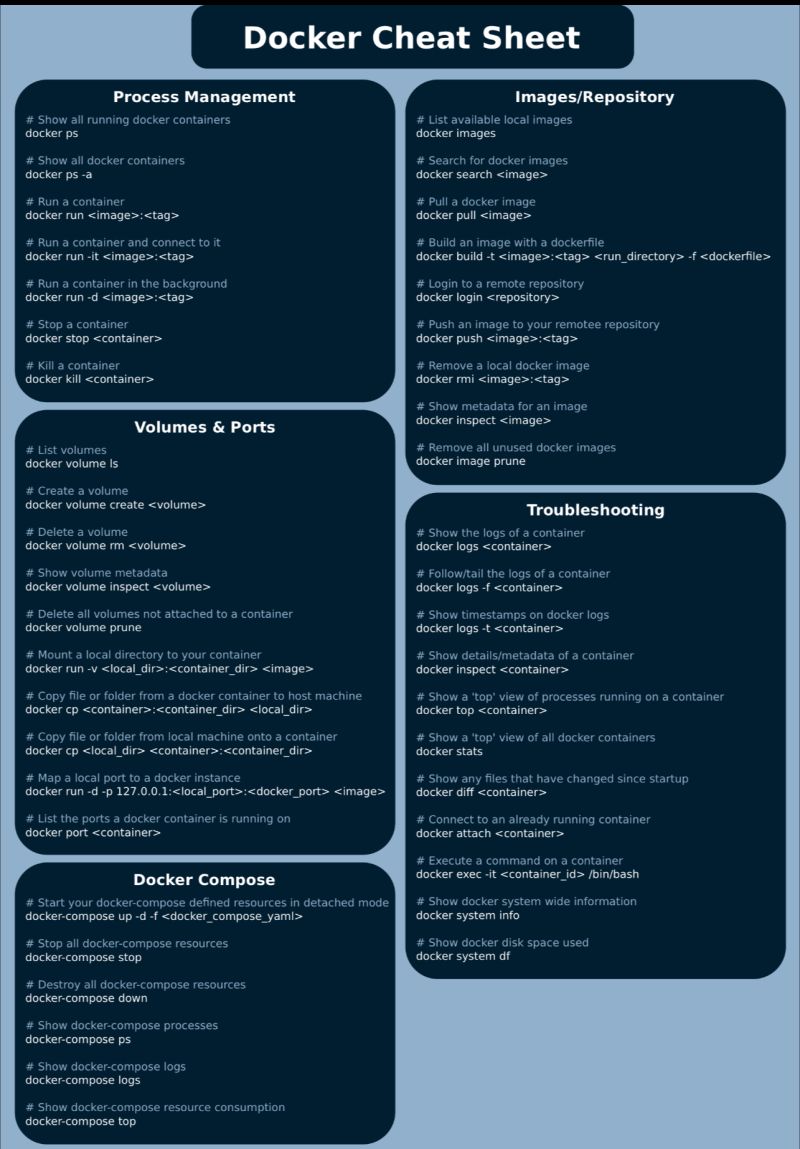 Docker Cheat Sheet
Process Management
# Show all running docker containers
docker ps
# Show all docker containers
docker ps -a
# Run a container
docker run <image>:<tag>
# Run a container and connect to it
docker run -it <image>:<tag>
# Run a container in the background
docker run -d <image>:<tag>
# Stop a container
docker stop <container>
# Kill a container
docker kill <container>
Volumes & Ports
# List volumes
docker volume ls
# Create a volume
docker volume create <volume>
# Delete a volume
docker volume rm <volume>
# Show volume metadata
docker volume inspect <volume>
# Delete all volumes not attached to a container
docker volume prune
# Mount a local directory to your container
docker run -v <local_dir>:<container_dir> <image>
# Copy file or folder from a docker container to host machine
docker cp <container>:<container_dir> <local_dir>
# Copy file or folder from local machine onto a container
docker cp <local_dir> <container>:<container_dir>
# Map a local port to a docker instance
docker run -d -p 127.0.0.1:<local_port>:<docker_port> <image>
# List the ports a docker container is running on
docker port <container>
Docker Compose
# Start your docker-compose defined resources in detached mode
docker-compose up -d -f <docker_compose_yaml>
# Stop all docker-compose resources
docker-compose stop
# Destroy all docker-compose resources
docker-compose down
# Show docker-compose processes
docker-compose ps
# Show docker-compose logs
docker-compose logs
# Show docker-compose resource consumption
docker-compose top
Images/Repository
# List available local images
docker images
# Search for docker images
docker search <image>
# Pull a docker image
docker pull <image>
# Build an image with a dockerfile
docker build -t <image>:<tag> <run_directory> -f <dockerfile>
# Login to a remote repository
docker login <repository>
# Push an image to your remotee repository
docker push <image>:<tag>
# Remove a local docker image
docker rmi <image>:<tag>
# Show metadata for an image
docker inspect <image>
# Remove all unused docker images
docker image prune
Troubleshooting
# Show the logs of a container
docker logs <container>
# Follow/tail the logs of a container
docker logs -f <container>
# Show timestamps on docker logs
docker logs -t <container>
# Show details/metadata of a container
docker inspect <container>
# Show a 'top' view of processes running on a container
docker top <container>
# Show a 'top' view of all docker containers
docker stats
# Show any files that have changed since startup
docker diff <container>
# Connect to an already running container
docker attach <container>
# Execute a command on a container
docker exec -it <container_id> /bin/bash
# Show docker system wide information
docker system info
# Show docker disk space used
docker system df